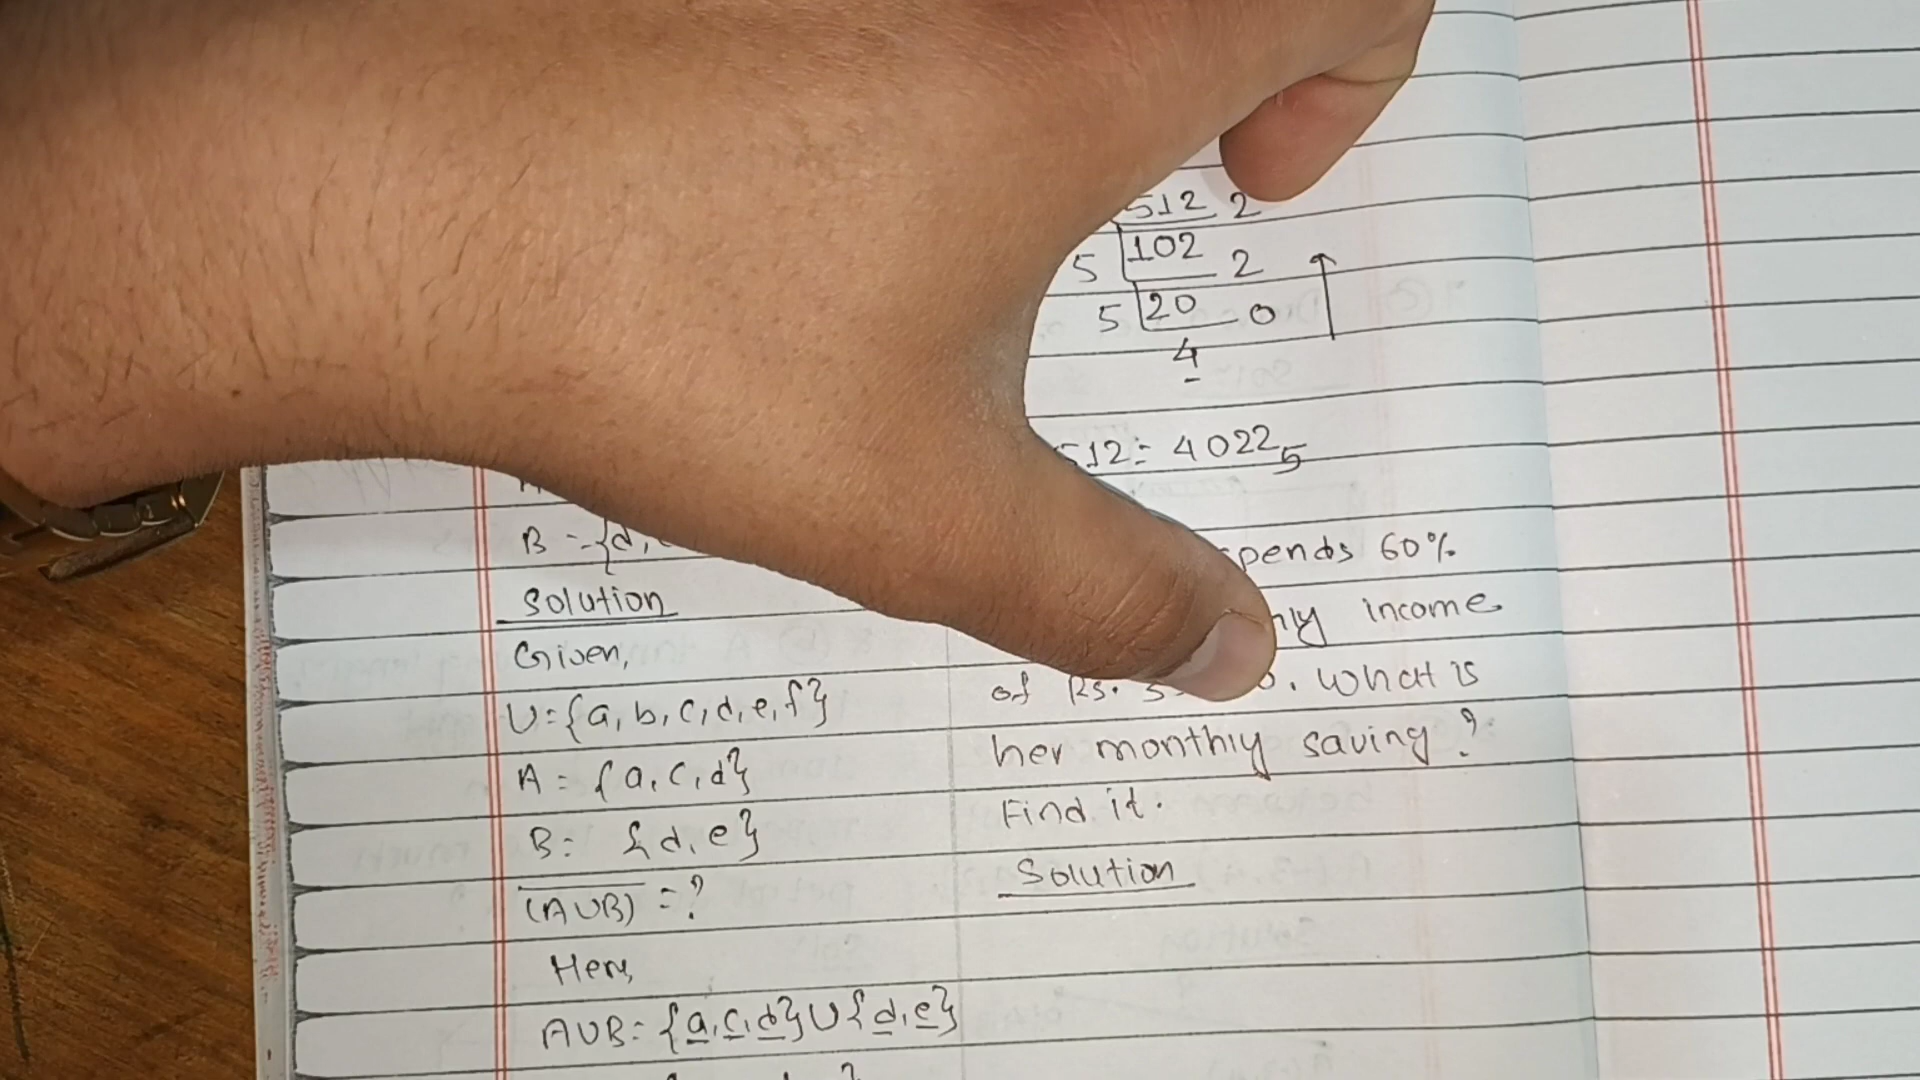 B = {d,
Solution
Given,
U={a, b, c, d, e, f}
A = {a, c, d}
B = {d, e}
(A∪B) = ?
Here,
A∪B = {a, c, d} ∪ {d, e}
512 2
5 102 2
5 20 0
4
512 = 4022₅
60%
income
of Rs. What is
her monthly saving?
Find it.
Solution